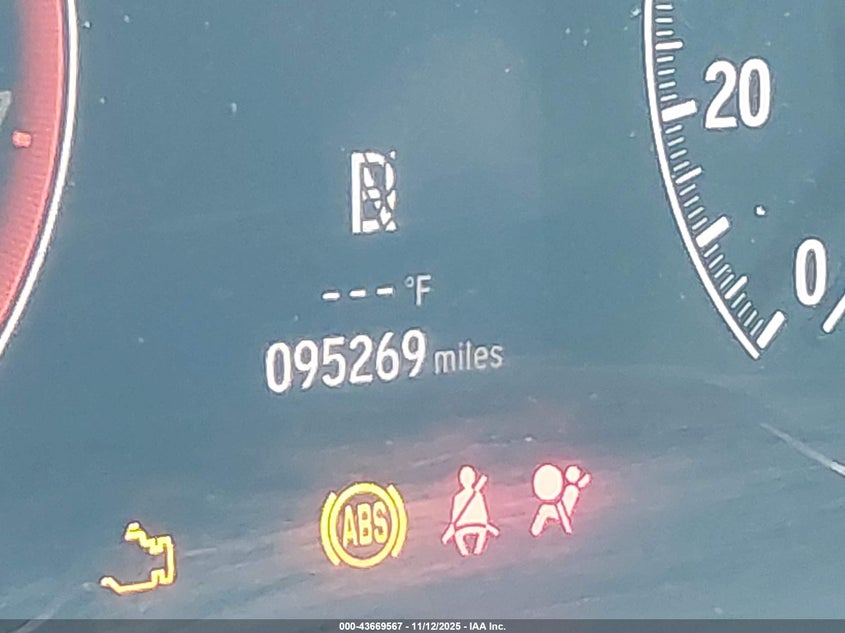 20
0
---°F
095269 miles
ABS
000-43669567 - 11/12/2025 - IAA Inc.